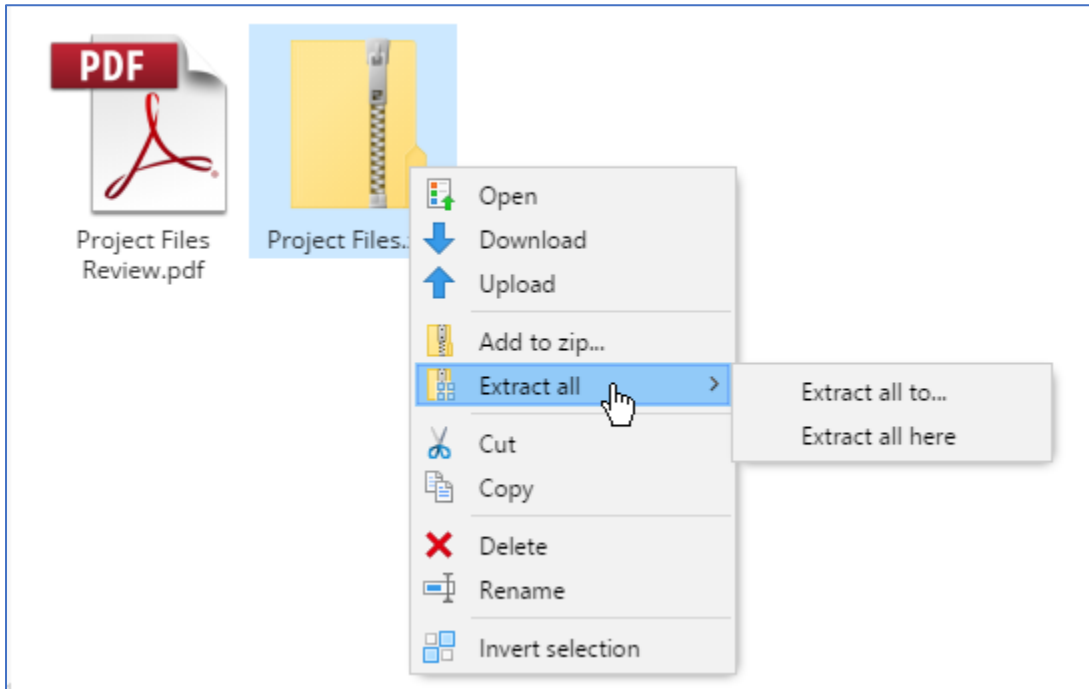 PDF
Project Files
Review.pdf
Project Files.
Open
Download
Upload
Add to zip...
Extract all
Extract all to...
Extract all here
Cut
Copy
Delete
Rename
Invert selection